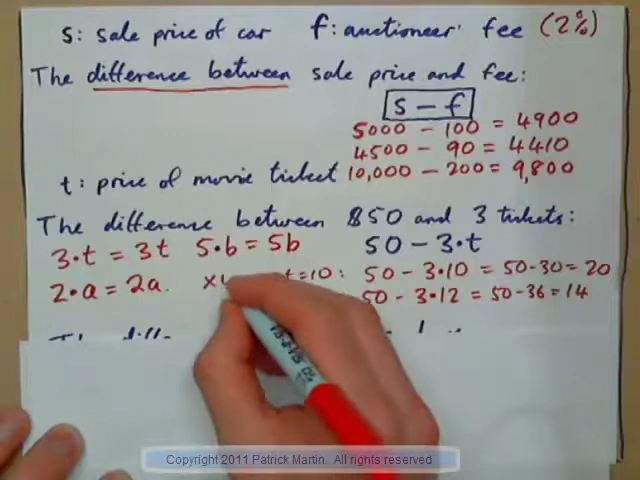 s: sale price of car f: auctioneer's fee (2%)
The difference between sale price and fee:
s - f
5000 - 100 = 4900
4500 - 90 = 4410
t: price of movie ticket 10,000 - 200 = 9,800
The difference between $50 and 3 tickets:
3·t = 3t 5·b = 5b 50 - 3·t
2·a = 2a. t=10: 50 - 3·10 = 50-30 = 20
50 - 3·12 = 50-36 = 14
Copyright 2011 Patrick Martin. All rights reserved